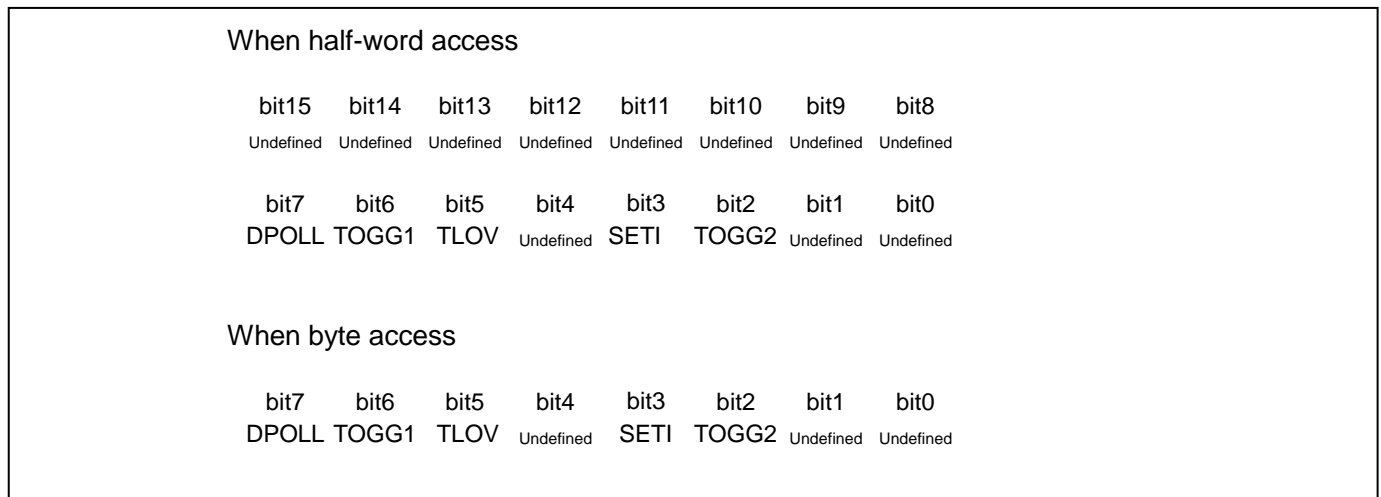 When half-word access
bit15 bit14 bit13 bit12 bit11 bit10 bit9 bit8
Undefined Undefined Undefined Undefined Undefined Undefined Undefined Undefined
bit7 bit6 bit5 bit4 bit3 bit2 bit1 bit0
DPOLL TOGG1 TLOV Undefined SETI TOGG2 Undefined Undefined
When byte access
bit7 bit6 bit5 bit4 bit3 bit2 bit1 bit0
DPOLL TOGG1 TLOV Undefined SETI TOGG2 Undefined Undefined